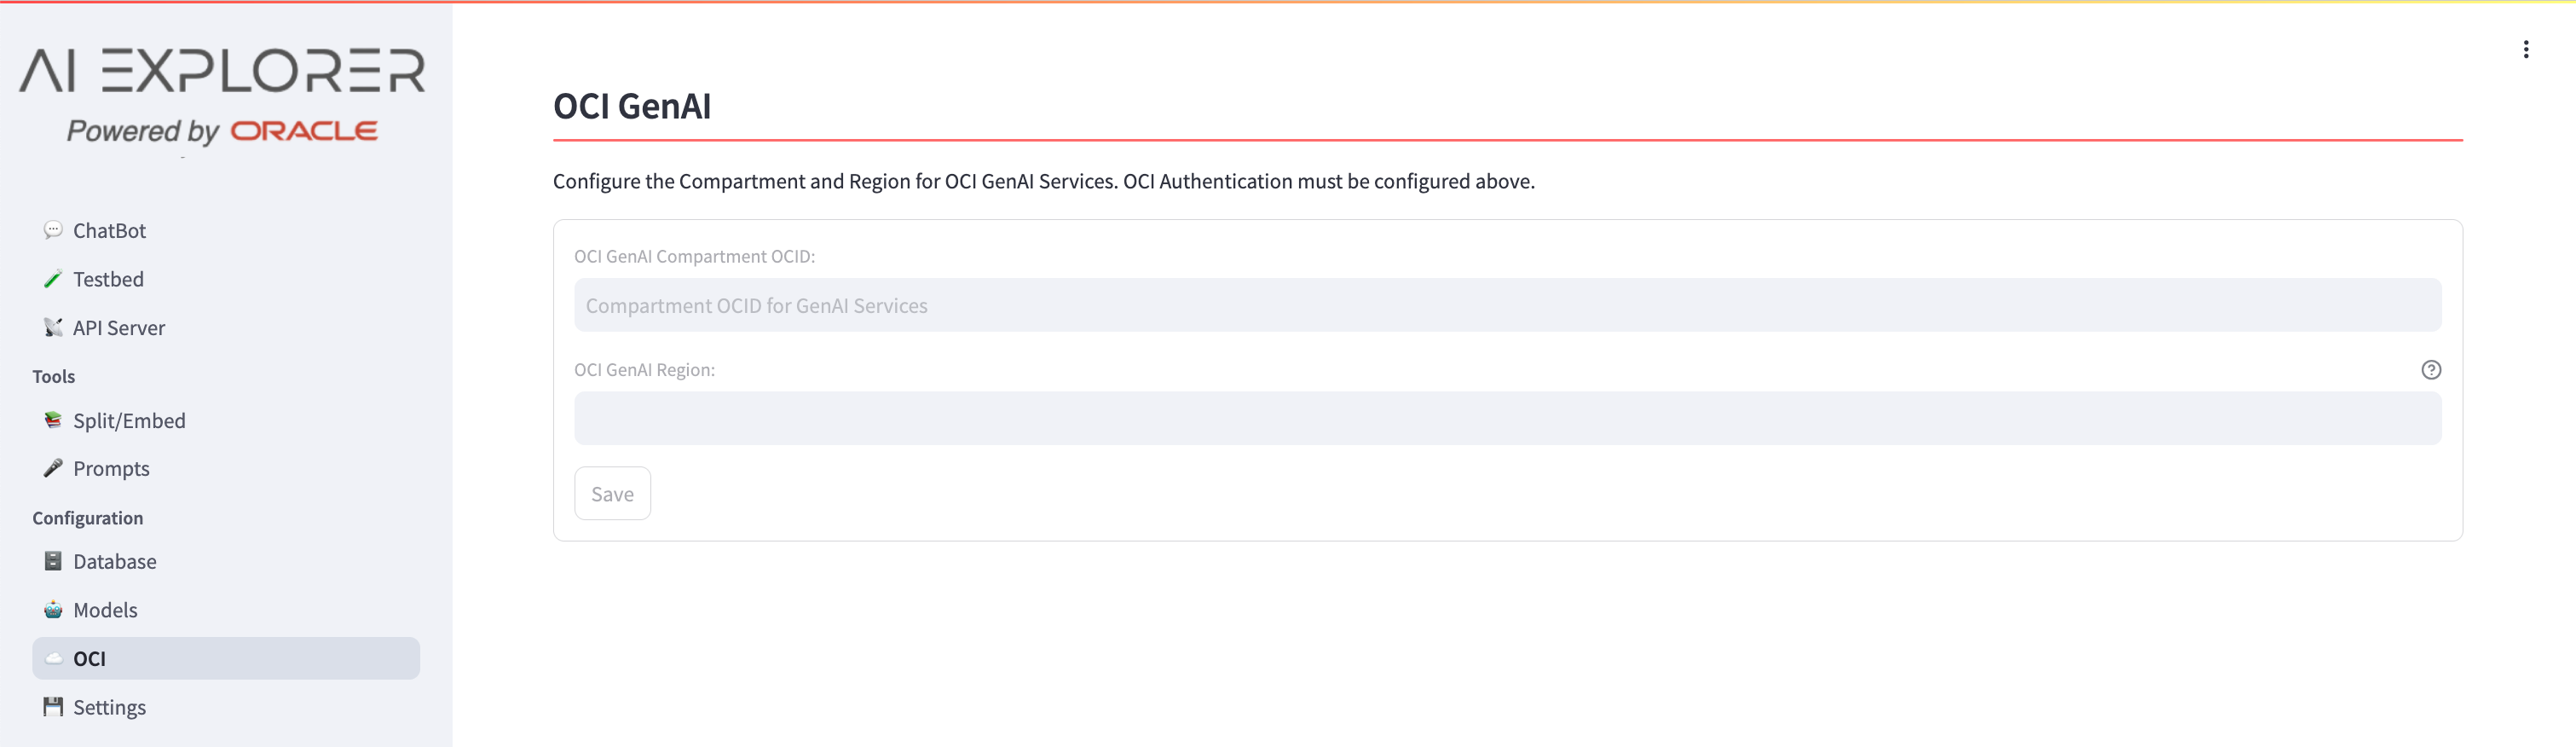 AI EXPLORER
Powered by ORACLE
ChatBot
Testbed
API Server
Tools
Split/Embed
Prompts
Configuration
Database
Models
OCI
Settings
OCI GenAI
Configure the Compartment and Region for OCI GenAI Services. OCI Authentication must be configured above.
OCI GenAI Compartment OCID:
Compartment OCID for GenAI Services
OCI GenAI Region:
Save